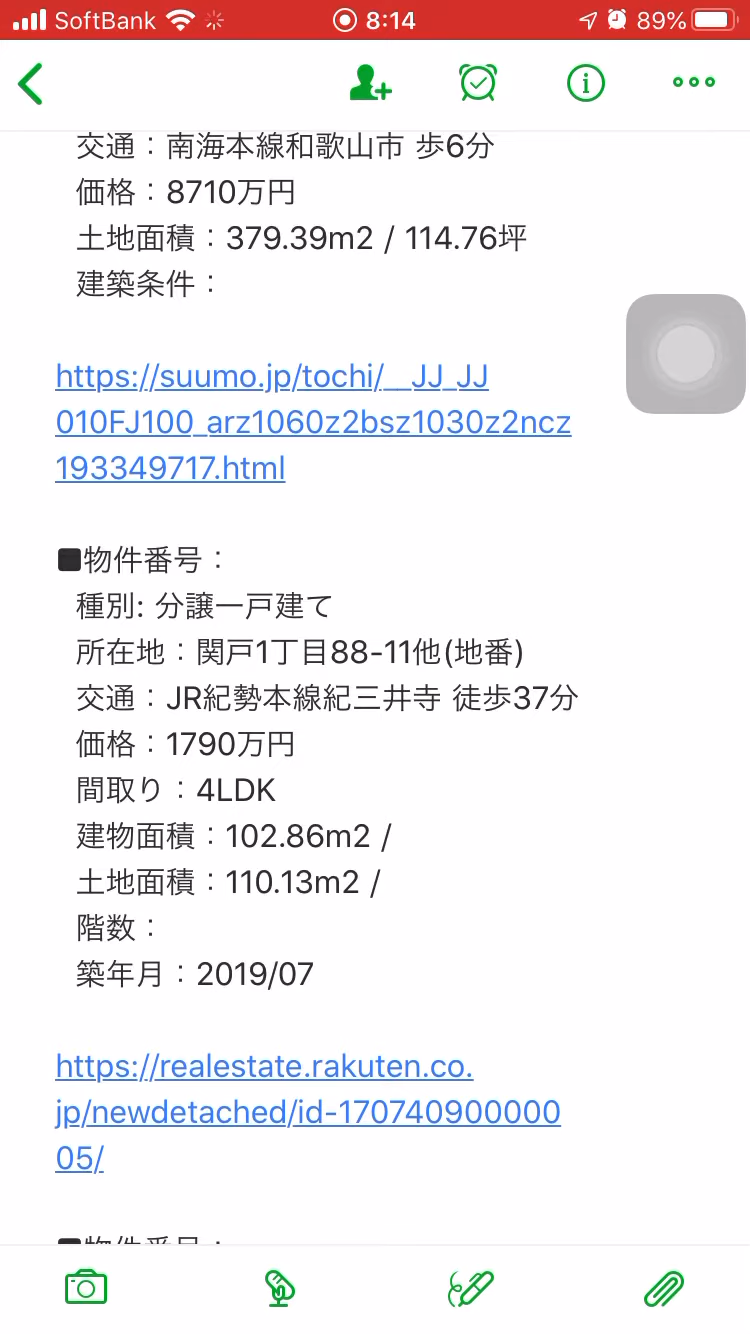 SoftBank 8:14 89%
交通：南海本線和歌山市 歩6分
価格：8710万円
土地面積：379.39m2 / 114.76坪
建築条件：
https://suumo.jp/tochi/__JJ_JJ
010FJ100_arz1060z2bsz1030z2ncz
193349717.html
■物件番号：
種別: 分譲一戸建て
所在地：関戸1丁目88-11他(地番)
交通：JR紀勢本線紀三井寺 徒歩37分
価格：1790万円
間取り：4LDK
建物面積：102.86m2 /
土地面積：110.13m2 /
階数：
築年月：2019/07
https://realestate.rakuten.co.
jp/newdetached/id-170740900000
05/
■物件番号：